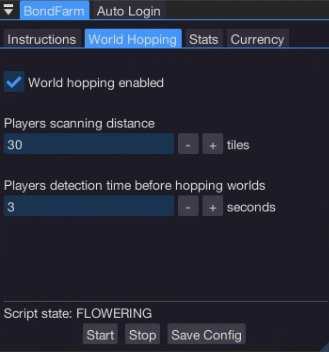 BondFarm Auto Login
Instructions World Hopping Stats Currency
World hopping enabled
Players scanning distance
30 - + tiles
Players detection time before hopping worlds
3 - + seconds
Script state: FLOWERING
Start Stop Save Config